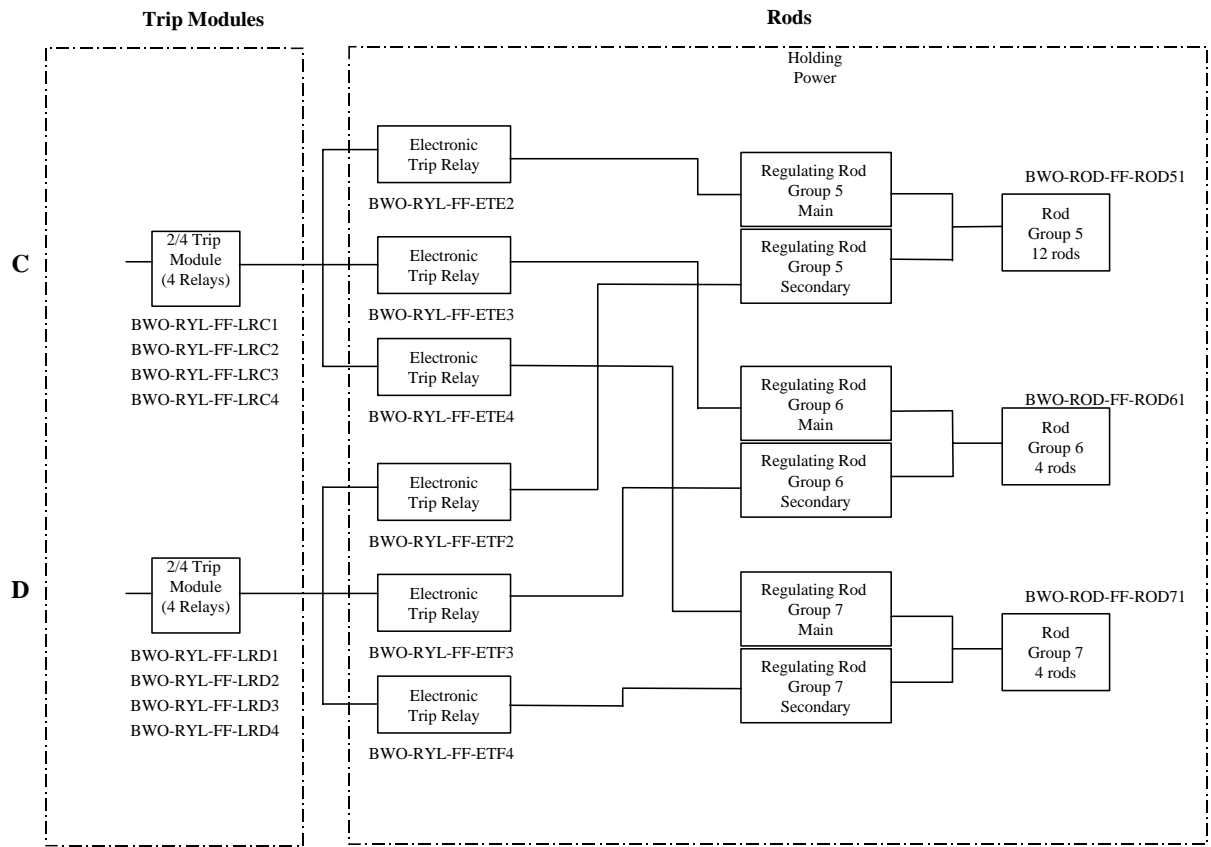 Trip Modules
Rods
Holding
Power
Electronic
Trip Relay
BWO-RYL-FF-ETE2
Regulating Rod
Group 5
Main
BWO-ROD-FF-ROD51
Rod
Group 5
12 rods
C
2/4 Trip
Module
(4 Relays)
BWO-RYL-FF-LRC1
BWO-RYL-FF-LRC2
BWO-RYL-FF-LRC3
BWO-RYL-FF-LRC4
Electronic
Trip Relay
BWO-RYL-FF-ETE3
Regulating Rod
Group 5
Secondary
Electronic
Trip Relay
BWO-RYL-FF-ETE4
Regulating Rod
Group 6
Main
BWO-ROD-FF-ROD61
Rod
Group 6
4 rods
Electronic
Trip Relay
BWO-RYL-FF-ETF2
Regulating Rod
Group 6
Secondary
D
2/4 Trip
Module
(4 Relays)
BWO-RYL-FF-LRD1
BWO-RYL-FF-LRD2
BWO-RYL-FF-LRD3
BWO-RYL-FF-LRD4
Electronic
Trip Relay
BWO-RYL-FF-ETF3
Regulating Rod
Group 7
Main
BWO-ROD-FF-ROD71
Rod
Group 7
4 rods
Electronic
Trip Relay
BWO-RYL-FF-ETF4
Regulating Rod
Group 7
Secondary